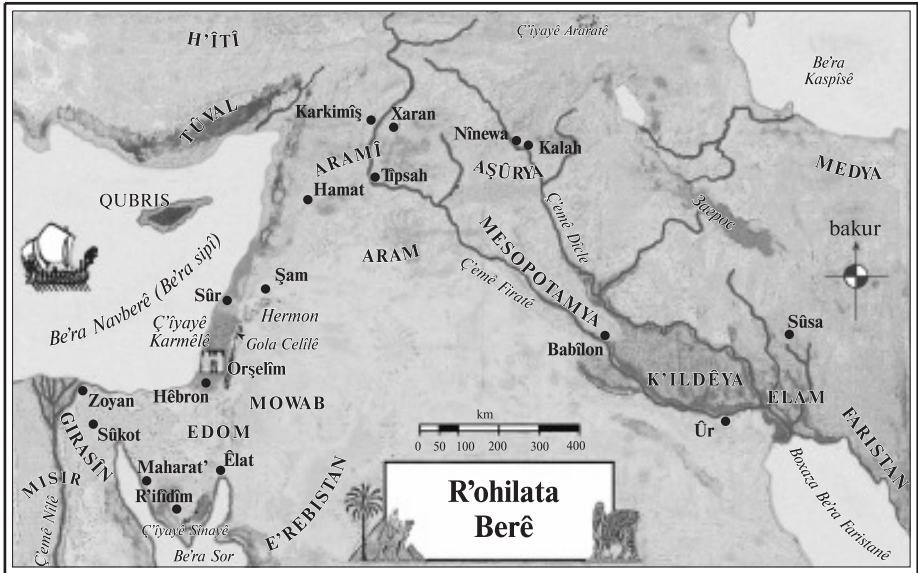 H'ÎTÎ
Ç'îyayê Araratê
Be'ra
Kaspîsê
TÛVAL
Karkimîş
Xaran
Nînewa
Kalah
ARAMÎ
AŞÛRYA
MEDYA
Tîpsah
Hamat
QUBRIS
Загрос
bakur
ARAM
MESOPOTAMYA
Ç'emê Dîcle
Ç'emê Firatê
Be'ra Navberê (Be'ra sipî)
Şam
Sûr
Hermon
Ç'îyayê
Karmêlê
Gola Celîlê
Sûsa
Babîlon
Orşelîm
K'ILDÊYA
ELAM
Zoyan
Hêbron
MOWAB
km
0 50 100 200 300 400
Ûr
FARISTAN
Sûkot
GIRASÎN
EDOM
Êlat
Maharat'
MISIR
R'ifîdîm
E'REBISTAN
R'ohilata
Berê
Boxaza Be'ra Faristanê
Ç'emê Nîlê
Ç'îyayê Sînayê
Be'ra Sor